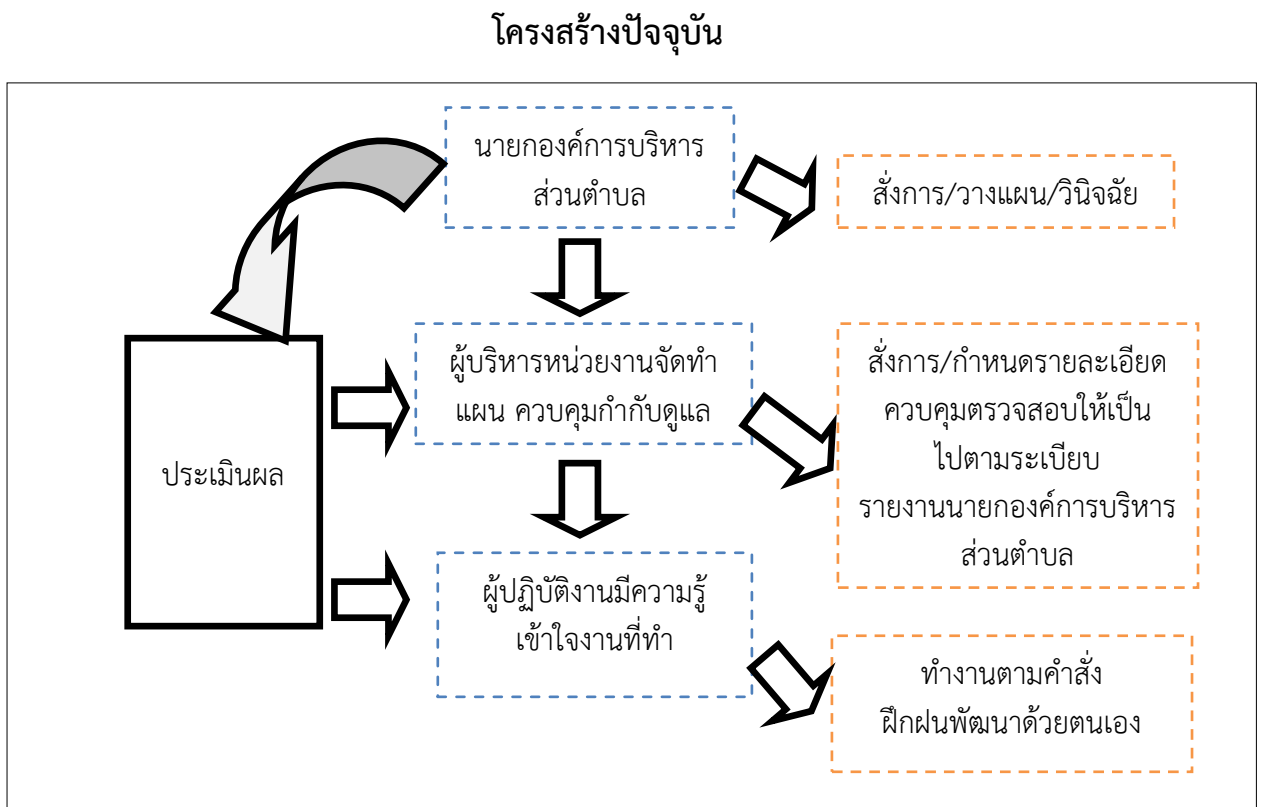 โครงสร้างปัจจุบัน
นายกองค์การบริหาร
ส่วนตำบล
สั่งการ/วางแผน/วินิจฉัย
ผู้บริหารหน่วยงานจัดทำ
แผน ควบคุมกำกับดูแล
สั่งการ/กำหนดรายละเอียด
ควบคุมตรวจสอบให้เป็น
ไปตามระเบียบ
รายงานนายกองค์การบริหาร
ส่วนตำบล
ประเมินผล
ผู้ปฏิบัติงานมีความรู้
เข้าใจงานที่ทำ
ทำงานตามคำสั่ง
ฝึกฝนพัฒนาด้วยตนเอง